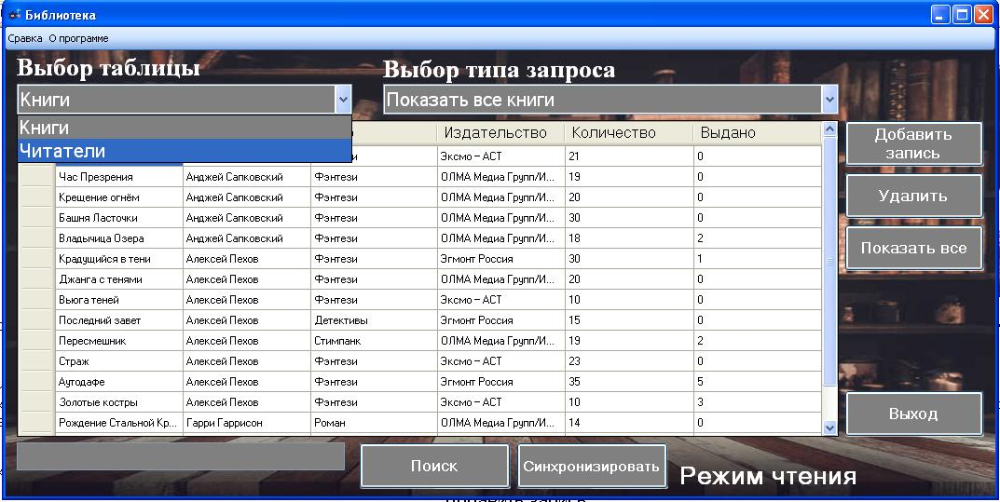 Библиотека
Сравка О программе
Выбор таблицы Выбор типа запроса
Книги Показать все книги
Книги
Читатели
Издательство Количество Выдано
Эксмо – АСТ 21 0
Час Презрения Анджей Сапковский Фэнтези ОЛМА Медиа Групп/И... 19 0
Крещение огнём Анджей Сапковский Фэнтези ОЛМА Медиа Групп/И... 20 0
Башня Ласточки Анджей Сапковский Фэнтези ОЛМА Медиа Групп/И... 30 0
Владычица Озера Анджей Сапковский Фэнтези ОЛМА Медиа Групп/И... 18 2
Крадущийся в тени Алексей Пехов Фэнтези Эгмонт Россия 30 1
Джанга с тенями Алексей Пехов Фэнтези ОЛМА Медиа Групп/И... 20 0
Вьюга теней Алексей Пехов Фэнтези Эксмо – АСТ 10 0
Последний завет Алексей Пехов Детективы Эгмонт Россия 15 0
Пересмешник Алексей Пехов Стимпанк ОЛМА Медиа Групп/И... 19 2
Страж Алексей Пехов Фэнтези Эксмо – АСТ 23 0
Аутодафе Алексей Пехов Фэнтези Эгмонт Россия 35 5
Золотые костры Алексей Пехов Фэнтези Эксмо – АСТ 10 3
Рождение Стальной Кр... Гарри Гаррисон Роман ОЛМА Медиа Групп/И... 14 0
Добавить
запись
Удалить
Показать все
Выход
Поиск Синхронизировать Режим чтения